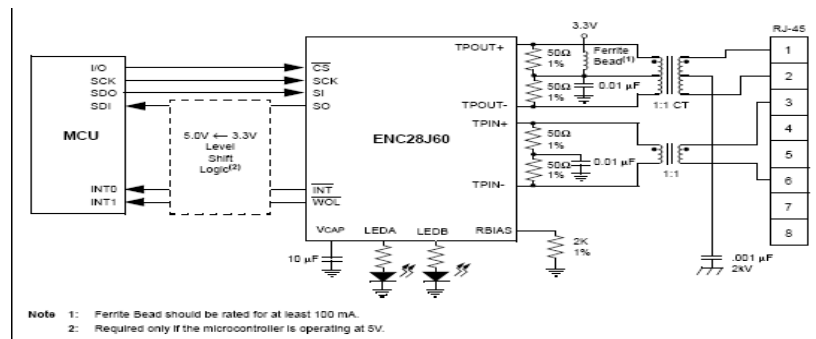 3.3V
RJ-45
MCU
I/O
SCK
SDO
SDI
INT0
INT1
5.0V ← 3.3V
Level
Shift
Logic(2)
ENC28J60
CS
SCK
SI
SO
INT
WOL
VCAP
LEDA
LEDB
RBIAS
TPOUT+
TPOUT-
TPIN+
TPIN-
50Ω
1%
50Ω
1%
Ferrite
Bead(1)
0.01 µF
1:1 CT
50Ω
1%
50Ω
1%
0.01 µF
1:1
1
2
3
4
5
6
7
8
10 µF
2K
1%
.001 µF
2kV
Note 1: Ferrite Bead should be rated for at least 100 mA.
2: Required only if the microcontroller is operating at 5V.